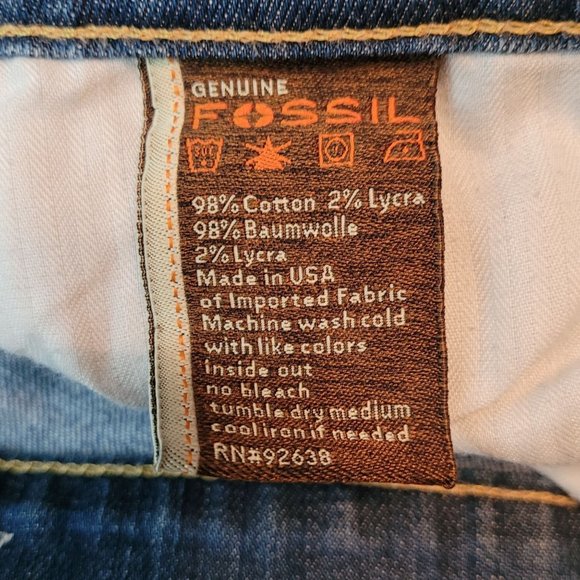 GENUINE
FOSSIL
98% Cotton 2% Lycra
98% Baumwolle
2% Lycra
Made in USA
of Imported Fabric
Machine wash cold
with like colors
inside out
no bleach
tumble dry medium
cool iron if needed
RN#92638